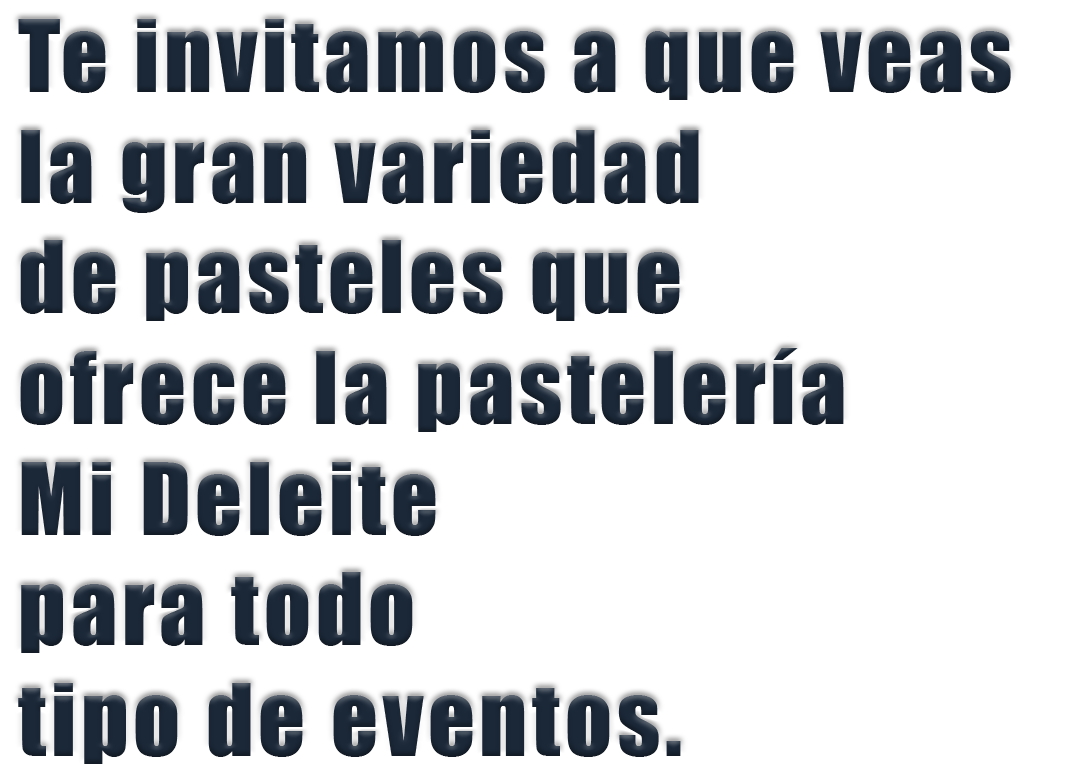 Te invitamos a que veas
la gran variedad
de pasteles que
ofrece la pastelería
Mi Deleite
para todo
tipo de eventos.